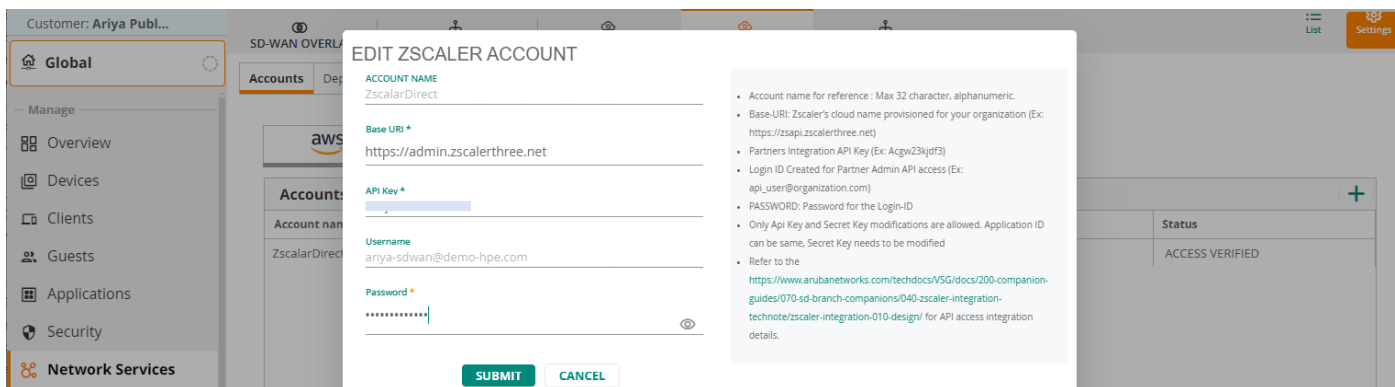 Customer: Ariya Publ...
Global
Manage
Overview
Devices
Clients
Guests
Applications
Security
Network Services
SD-WAN OVERLA
List
Settings
Accounts
Dep
aws
Accounts
Account nam
Status
ZscalarDirect
ACCESS VERIFIED
EDIT ZSCALER ACCOUNT
ACCOUNT NAME
ZscalarDirect
Base URI *
https://admin.zscalerthree.net
API Key *
Username
ariya-sdwan@demo-hpe.com
Password *
•••••••••••••
SUBMIT
CANCEL
• Account name for reference : Max 32 character, alphanumeric.
• Base-URI: Zscaler's cloud name provisioned for your organization (Ex:
https://zsapi.zscalerthree.net)
• Partners Integration API Key (Ex: Acgw23kjdf3)
• Login ID Created for Partner Admin API access (Ex:
api_user@organization.com)
• PASSWORD: Password for the Login-ID
• Only Api Key and Secret Key modifications are allowed. Application ID
can be same, Secret Key needs to be modified
• Refer to the
https://www.arubanetworks.com/techdocs/VSG/docs/200-companion-
guides/070-sd-branch-companions/040-zscaler-integration-
technote/zscaler-integration-010-design/ for API access integration
details.